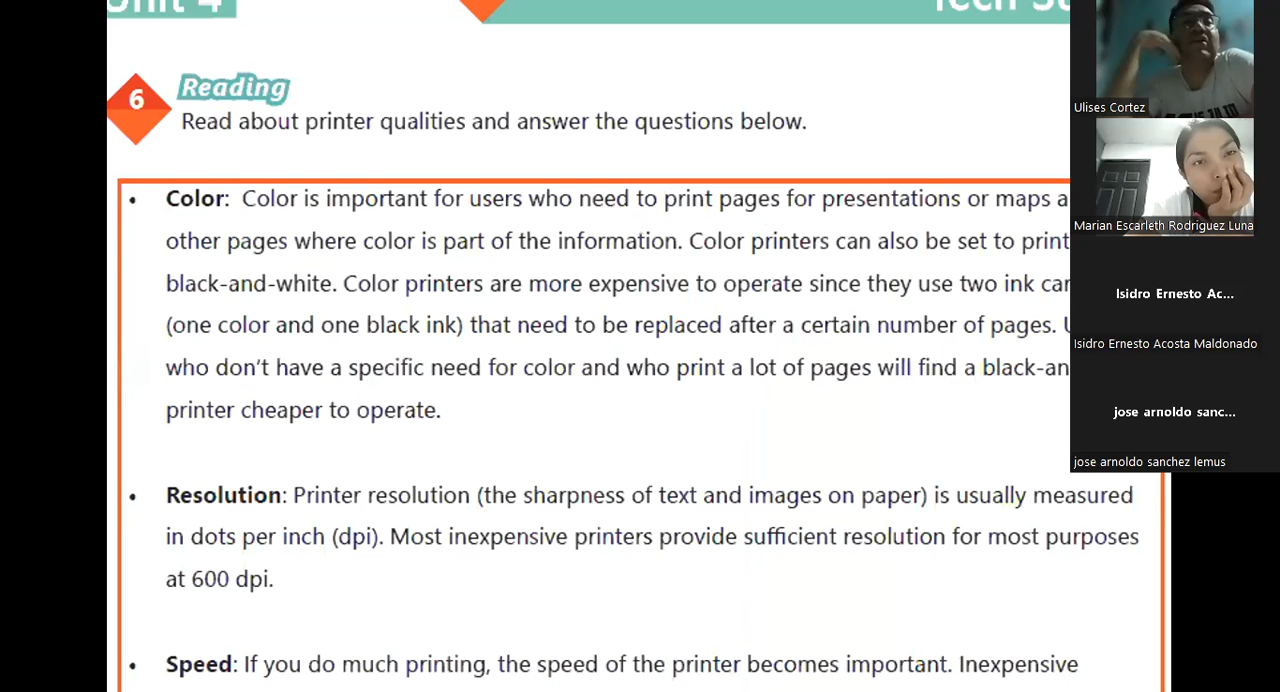 Unit 4
6
Reading
Read about printer qualities and answer the questions below.
• Color: Color is important for users who need to print pages for presentations or maps a
other pages where color is part of the information. Color printers can also be set to print
black-and-white. Color printers are more expensive to operate since they use two ink car
(one color and one black ink) that need to be replaced after a certain number of pages. U
who don't have a specific need for color and who print a lot of pages will find a black-an
printer cheaper to operate.
• Resolution: Printer resolution (the sharpness of text and images on paper) is usually measured
in dots per inch (dpi). Most inexpensive printers provide sufficient resolution for most purposes
at 600 dpi.
• Speed: If you do much printing, the speed of the printer becomes important. Inexpensive
Tech Su
Ulises Cortez
Marian Escarleth Rodriguez Luna
Isidro Ernesto Ac...
Isidro Ernesto Acosta Maldonado
jose arnoldo sanc...
jose arnoldo sanchez lemus